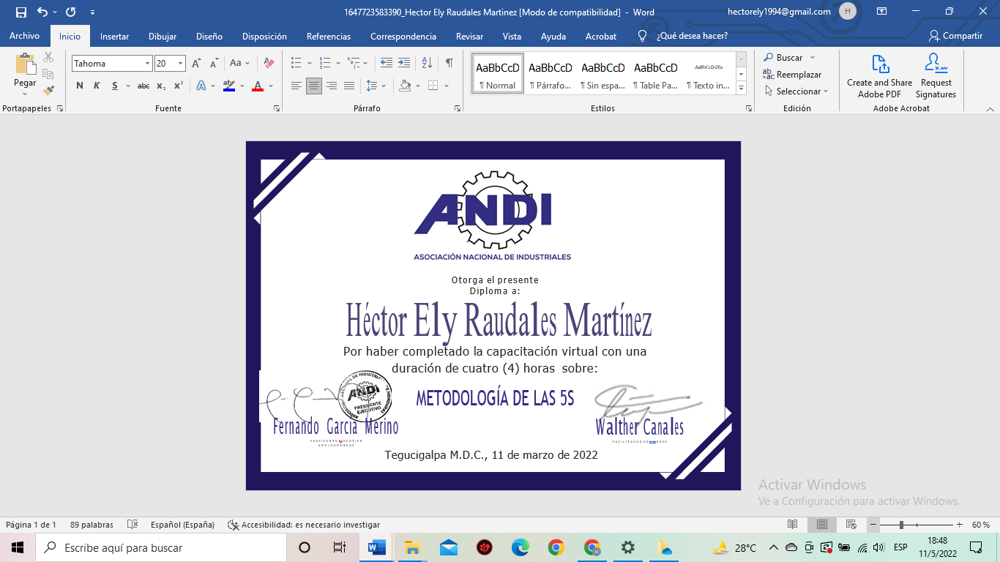 1647723583390_Hector Ely Raudales Martinez [Modo de compatibilidad] - Word
hectorely1994@gmail.com
H
Archivo Inicio Insertar Dibujar Diseño Disposición Referencias Correspondencia Revisar Vista Ayuda Acrobat ¿Qué desea hacer? Compartir
Pegar
Tahoma 20
Aa
N K S abc x₂ x² A aby A
AaBbCcD AaBbCcD AaBbCcD AaBbCcD AaBbCcDdEe
¶ Normal ¶ Párrafo... ¶ Sin espa... ¶ Table Pa... ¶ Texto in...
Buscar
Reemplazar
Seleccionar
Create and Share
Adobe PDF
Request
Signatures
Portapapeles Fuente Párrafo Estilos Edición Adobe Acrobat
ANDI
ASOCIACIÓN NACIONAL DE INDUSTRIALES
Otorga el presente
Diploma a:
Héctor Ely Raudales Martínez
Por haber completado la capacitación virtual con una
duración de cuatro (4) horas sobre:
ANDI
PRESIDENTE
EJECUTIVO
METODOLOGÍA DE LAS 5S
Fernando Garcia Merino
PRESIDENTE EJECUTIVO
ANDI HONDURAS
Walther Canales
Tegucigalpa M.D.C., 11 de marzo de 2022
Activar Windows
Ve a Configuración para activar Windows.
Página 1 de 1 89 palabras Español (España) Accesibilidad: es necesario investigar 60 %
Escribe aquí para buscar
28°C
ESP
18:48
11/5/2022